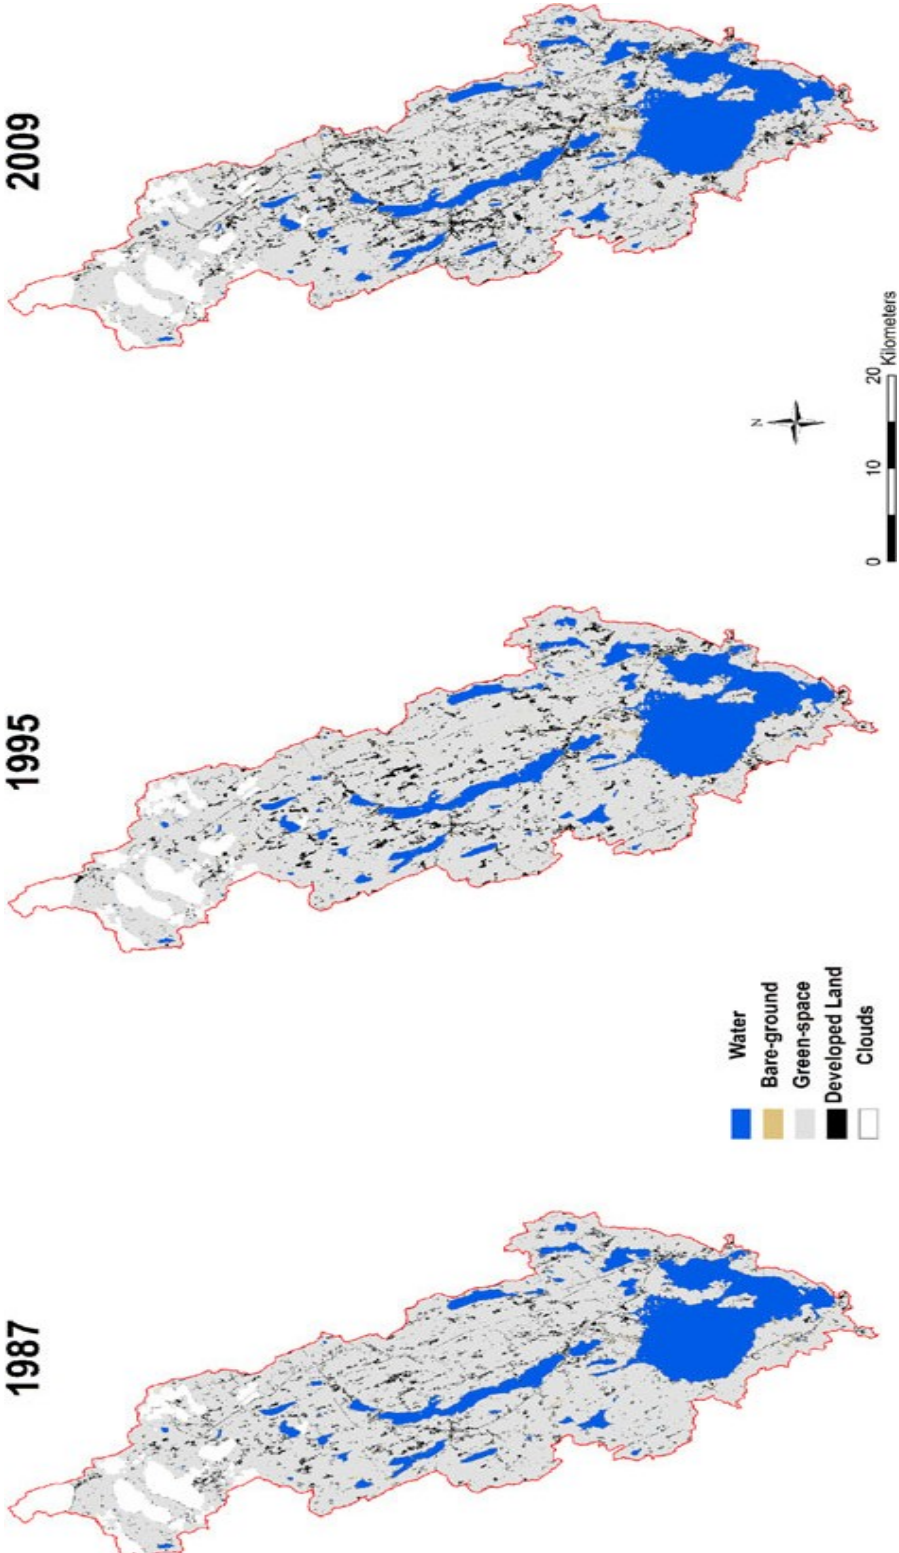 1987
1995
2009
Water
Bare-ground
Green-space
Developed Land
Clouds
N
0 10 20
Kilometers